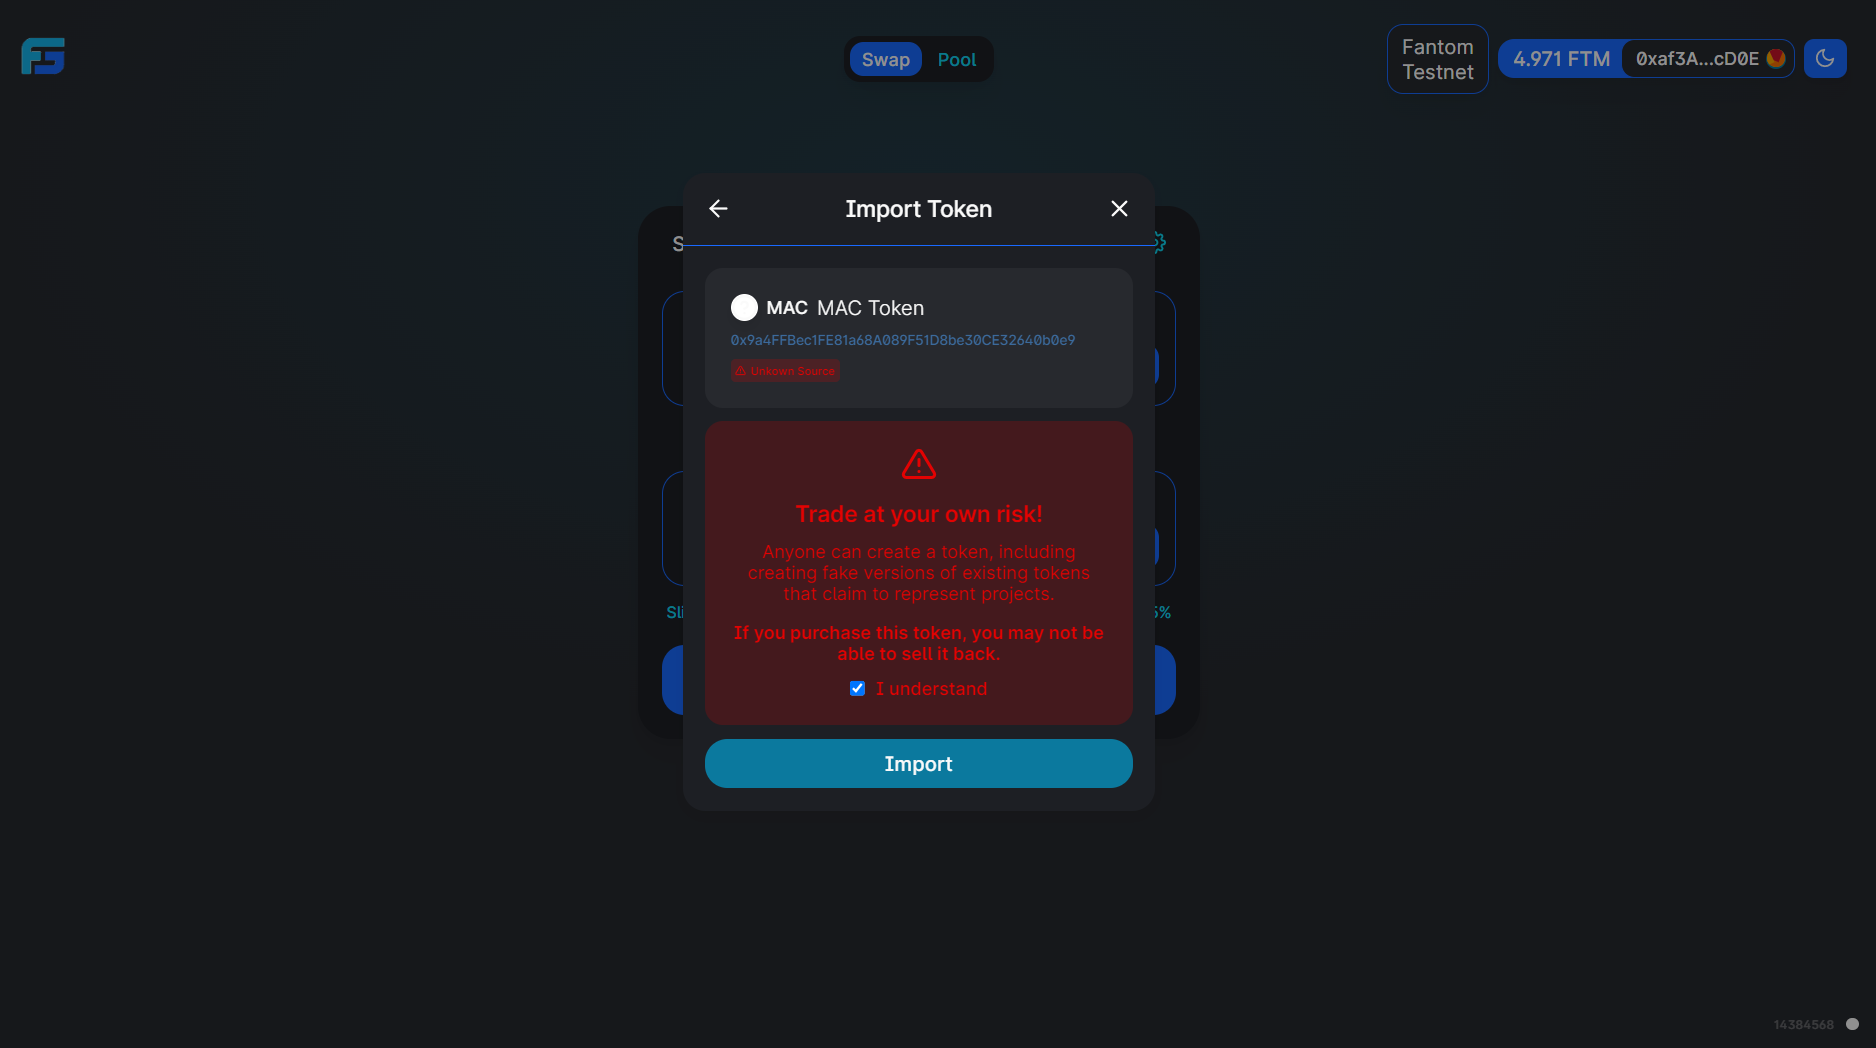 Swap
Pool
Fantom
Testnet
4.971 FTM
0xaf3A...cD0E
Import Token
MAC MAC Token
0x9a4FFBec1FE81a68A089F51D8be30CE32640b0e9
Unkown Source
Trade at your own risk!
Anyone can create a token, including
creating fake versions of existing tokens
that claim to represent projects.
If you purchase this token, you may not be
able to sell it back.
I understand
Import
14384568